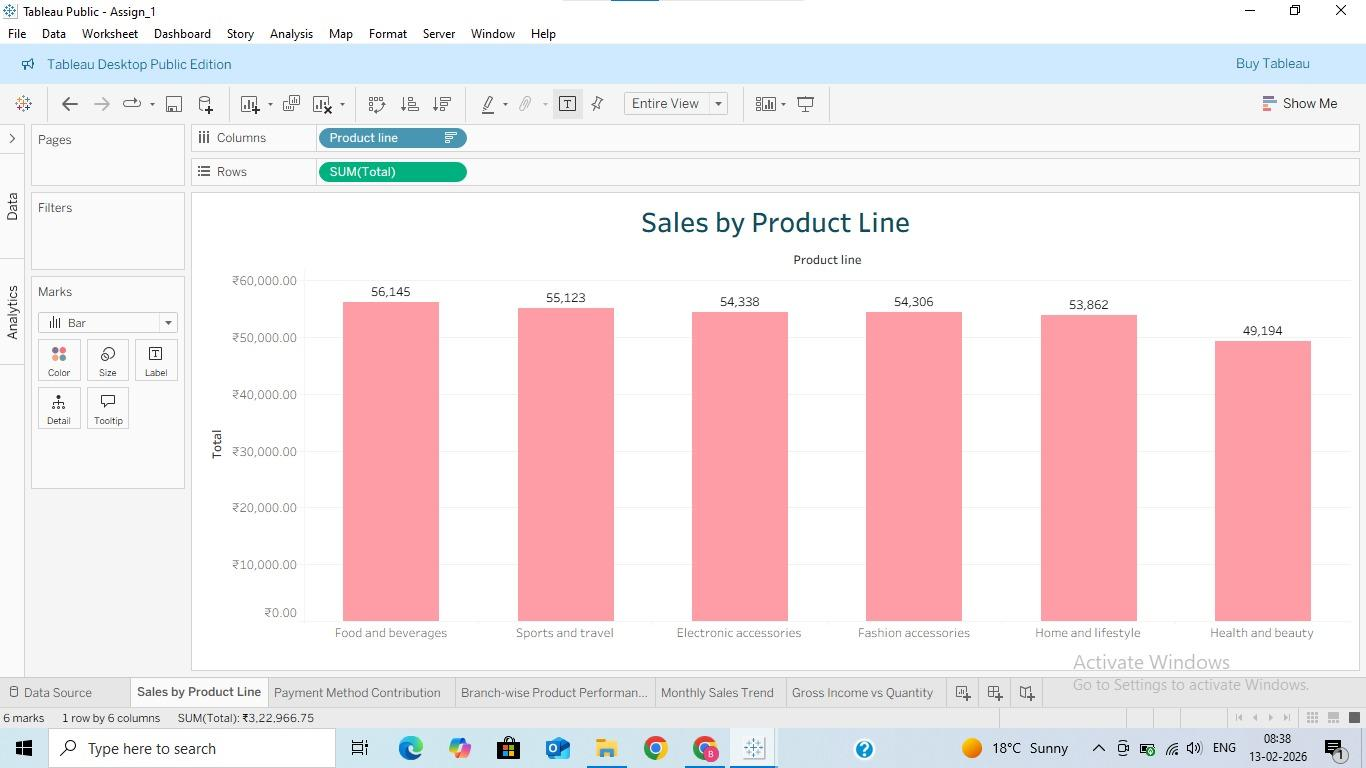 Tableau Public - Assign_1
File Data Worksheet Dashboard Story Analysis Map Format Server Window Help
Tableau Desktop Public Edition Buy Tableau
Entire View Show Me
Pages
Columns Product line
Rows SUM(Total)
Data
Analytics
Filters
Marks
Bar
Color Size Label
Detail Tooltip
Sales by Product Line
Product line
Total
₹60,000.00
₹50,000.00
₹40,000.00
₹30,000.00
₹20,000.00
₹10,000.00
₹0.00
56,145 55,123 54,338 54,306 53,862 49,194
Food and beverages Sports and travel Electronic accessories Fashion accessories Home and lifestyle Health and beauty
Activate Windows
Go to Settings to activate Windows.
Data Source Sales by Product Line Payment Method Contribution Branch-wise Product Performan... Monthly Sales Trend Gross Income vs Quantity
6 marks 1 row by 6 columns SUM(Total): ₹3,22,966.75
Type here to search 18°C Sunny ENG 08:38
13-02-2026
1